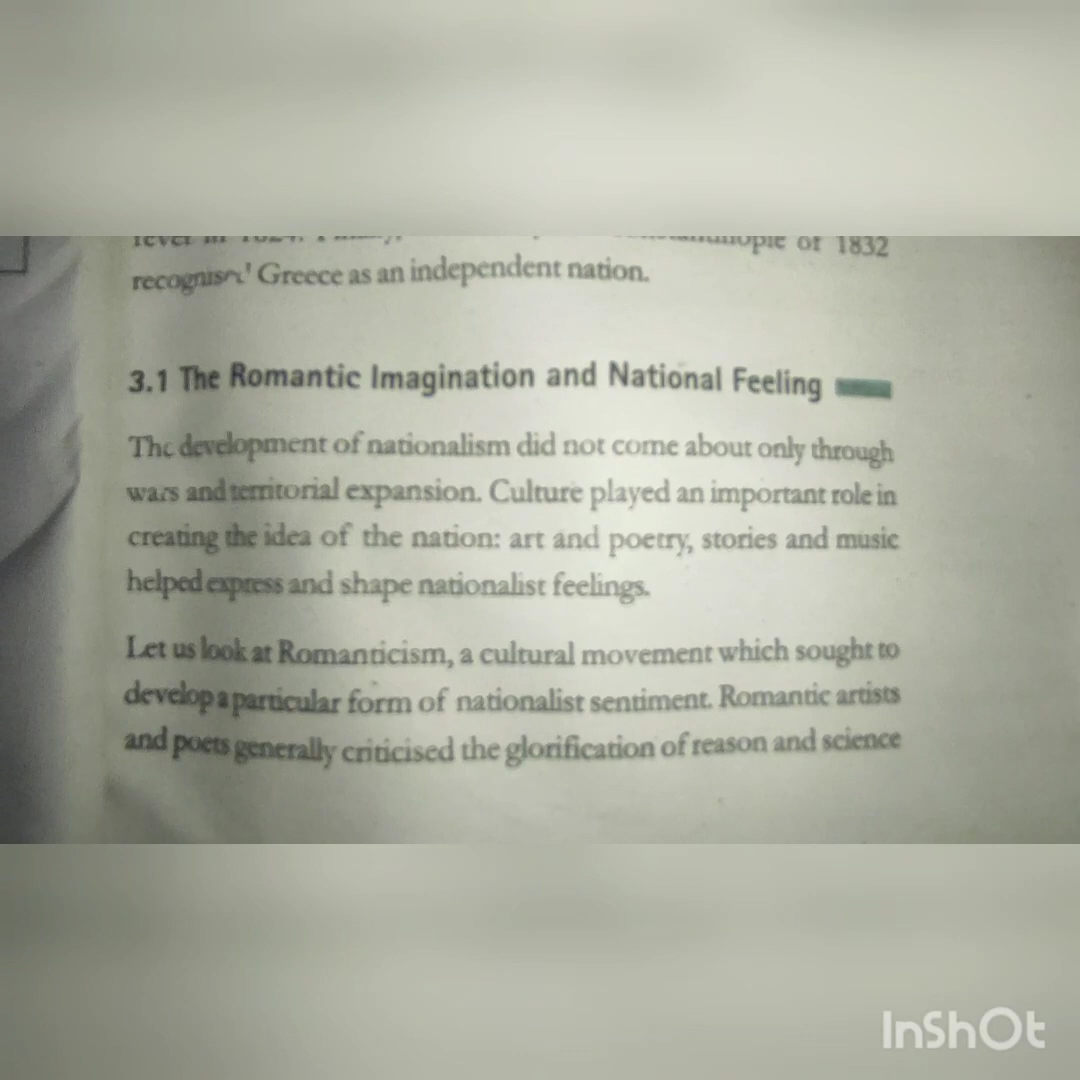 of 1832
Greece as an independent nation.
3.1 The Romantic Imagination and National Feeling
The development of nationalism did not come about only through
wars and territorial expansion. Culture played an important role in
creating the idea of the nation: art and poetry, stories and music
helped express and shape nationalist feelings.
Let us look at Romanticism, a cultural movement which sought to
develop a particular form of nationalist sentiment. Romantic artists
and poets generally criticised the glorification of reason and science
InShOt